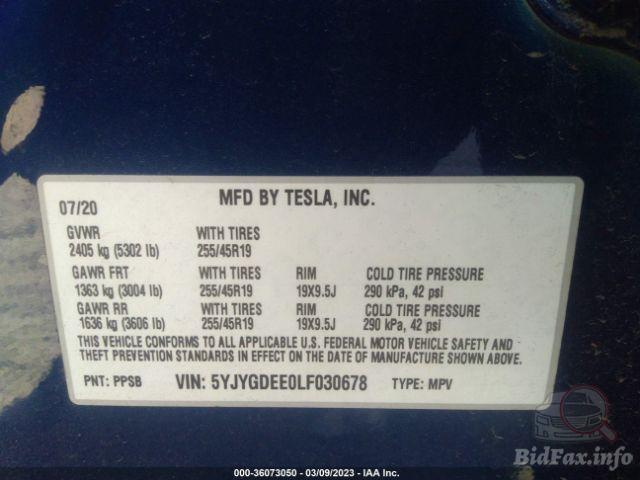 MFD BY TESLA, INC.
07/20
GVWR WITH TIRES
2405 kg (5302 lb) 255/45R19
GAWR FRT WITH TIRES RIM COLD TIRE PRESSURE
1363 kg (3004 lb) 255/45R19 19X9.5J 290 kPa, 42 psi
GAWR RR WITH TIRES RIM COLD TIRE PRESSURE
1636 kg (3606 lb) 255/45R19 19X9.5J 290 kPa, 42 psi
THIS VEHICLE CONFORMS TO ALL APPLICABLE U.S. FEDERAL MOTOR VEHICLE SAFETY AND
THEFT PREVENTION STANDARDS IN EFFECT ON THE DATE OF MANUFACTURE SHOWN ABOVE.
PNT: PPSB VIN: 5YJYGDEE0LF030678 TYPE: MPV
BidFax.info
000-36073050 - 03/09/2023 - IAA Inc.